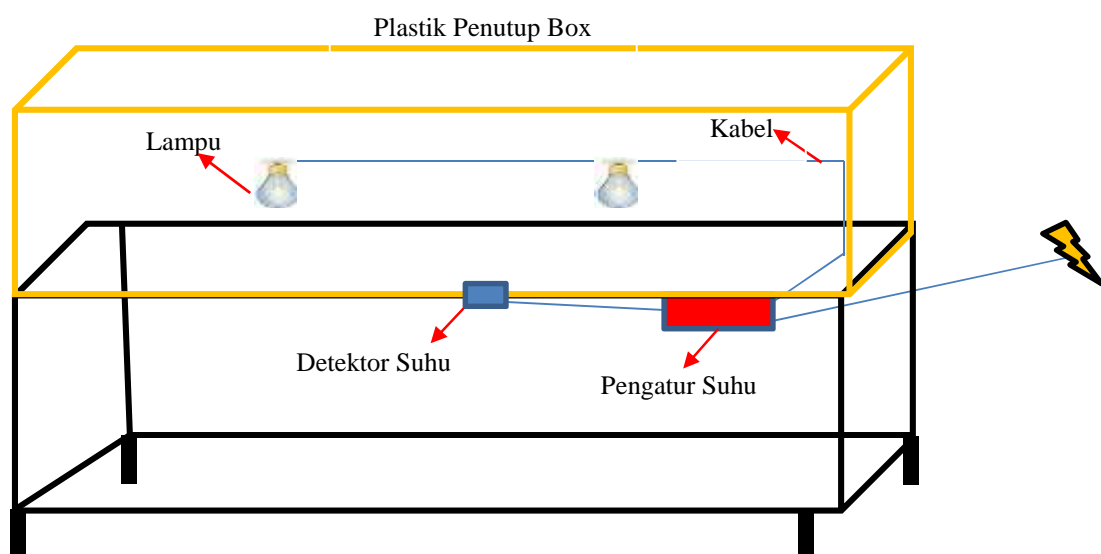 Plastik Penutup Box
Kabel
Lampu
Detektor Suhu
Pengatur Suhu